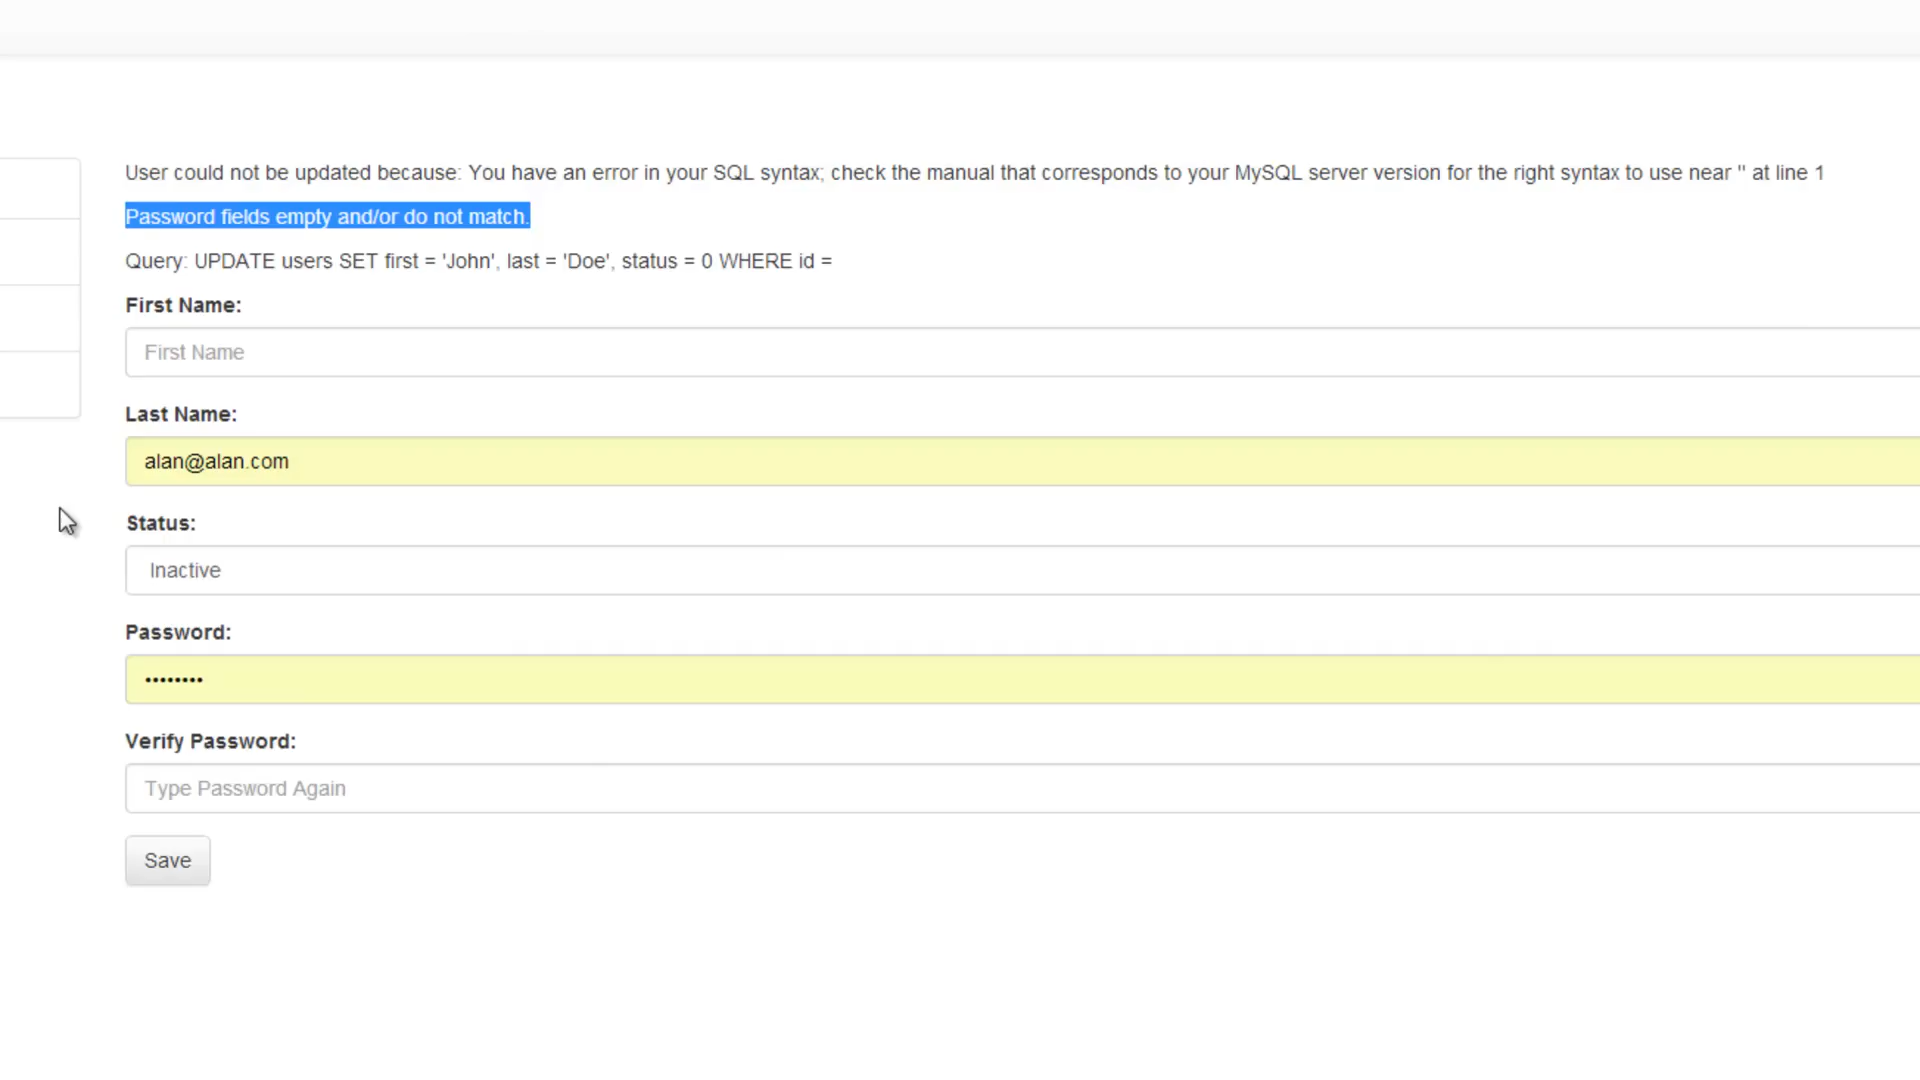 User could not be updated because: You have an error in your SQL syntax; check the manual that corresponds to your MySQL server version for the right syntax to use near '' at line 1
Password fields empty and/or do not match.
Query: UPDATE users SET first = 'John', last = 'Doe', status = 0 WHERE id =
First Name:
First Name
Last Name:
alan@alan.com
Status:
Inactive
Password:
••••••••
Verify Password:
Type Password Again
Save